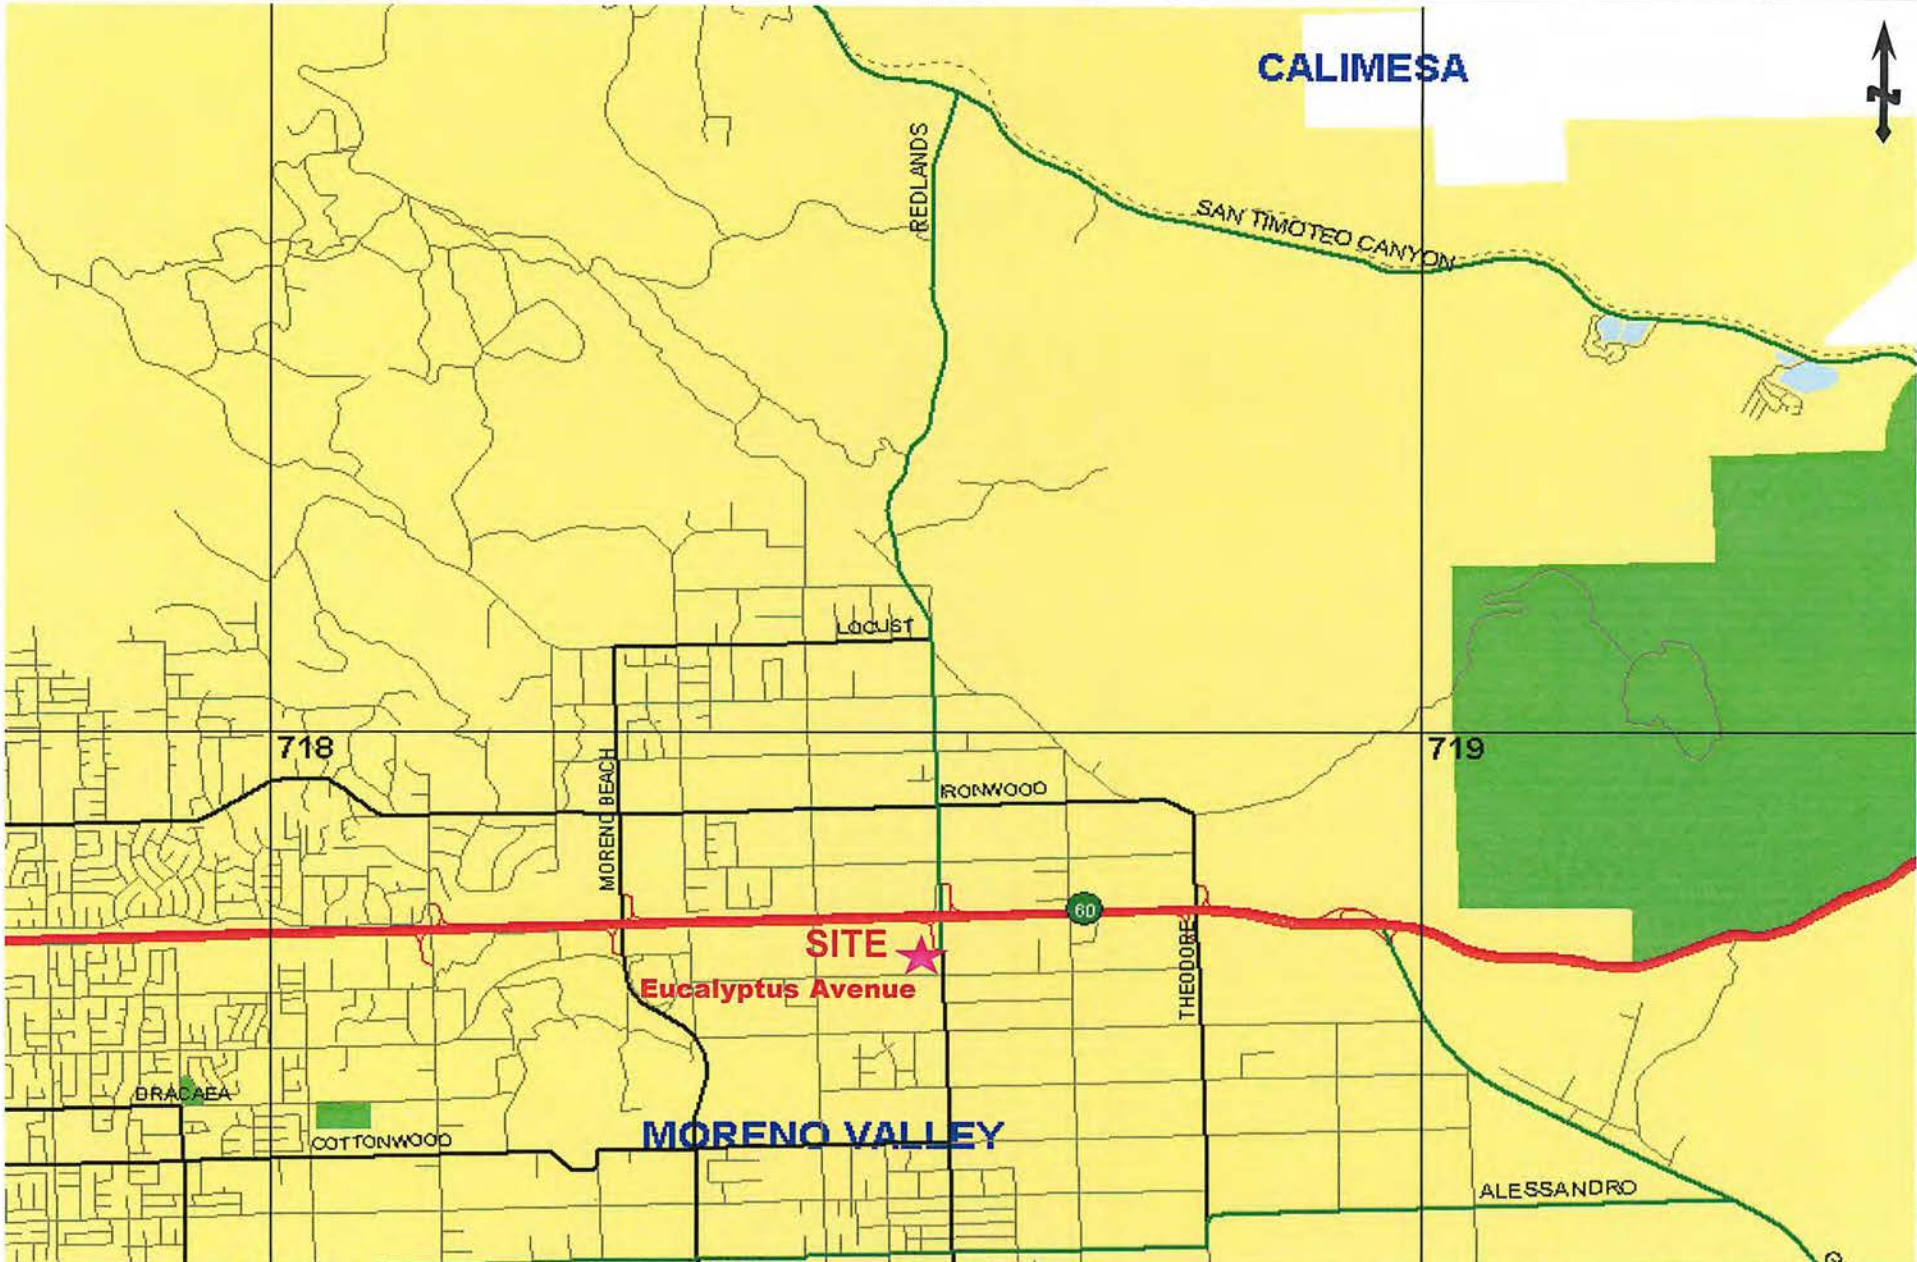 CALIMESA
N
REDLANDS
SAN TIMOTEO CANYON
LOCUST
718
719
MORENO BEACH
IRONWOOD
60
SITE
THEODORE
Eucalyptus Avenue
DRACAEA
MORENO VALLEY
COTTONWOOD
ALESSANDRO